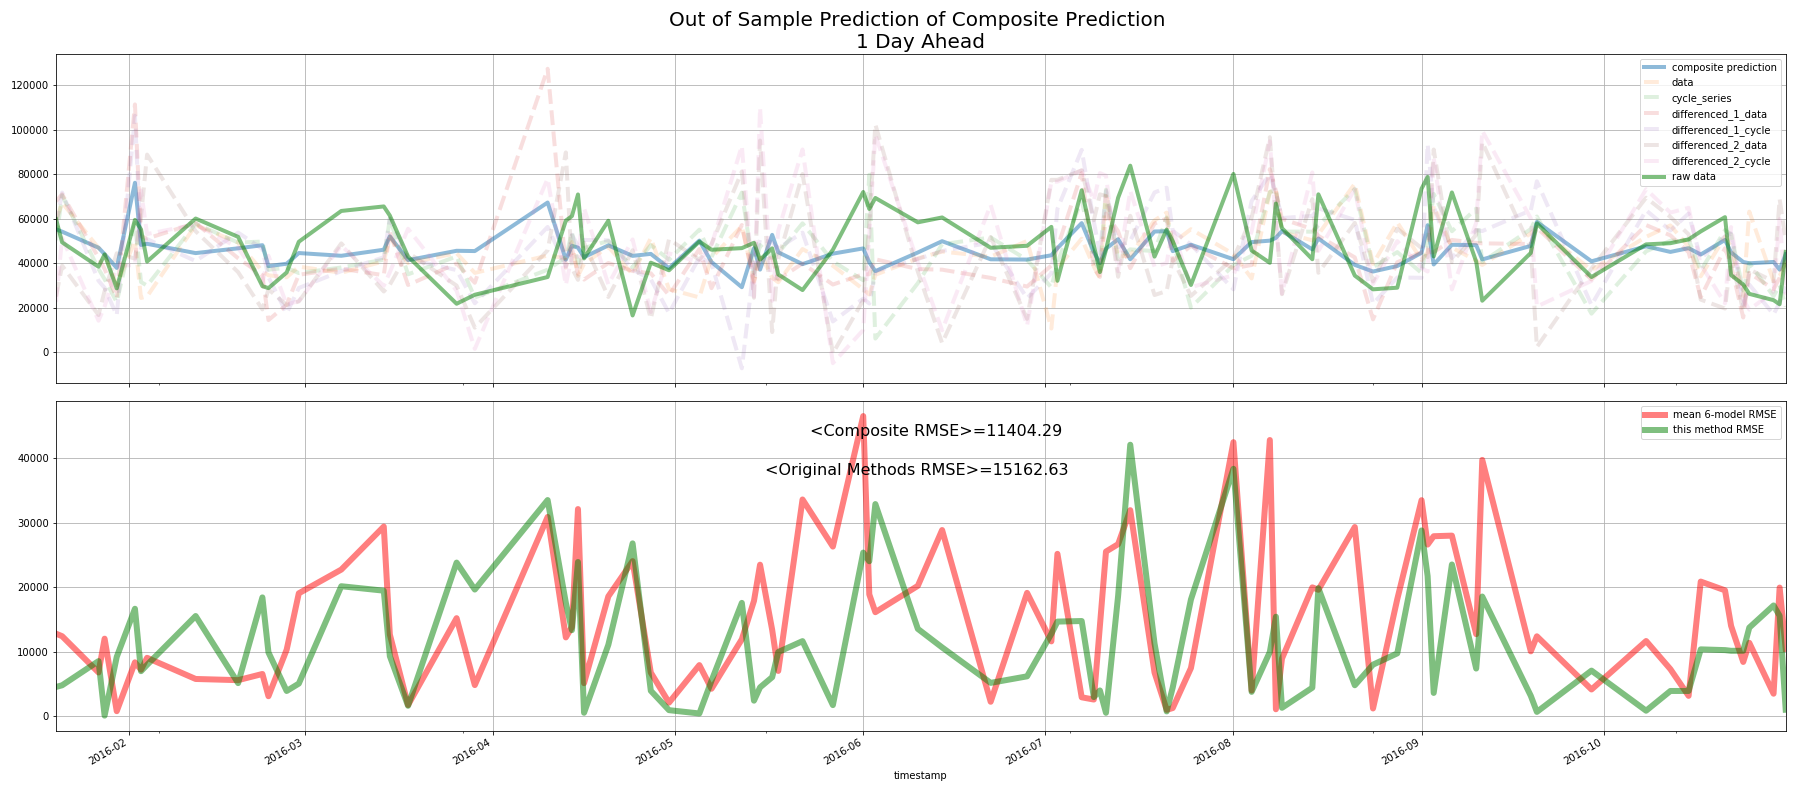 Out of Sample Prediction of Composite Prediction
1 Day Ahead
120000
100000
80000
60000
40000
20000
0
composite prediction
data
cycle_series
differenced_1_data
differenced_1_cycle
differenced_2_data
differenced_2_cycle
raw data
<Composite RMSE>=11404.29
<Original Methods RMSE>=15162.63
mean 6-model RMSE
this method RMSE
40000
30000
20000
10000
0
2016-02
2016-03
2016-04
2016-05
2016-06
2016-07
2016-08
2016-09
2016-10
timestamp